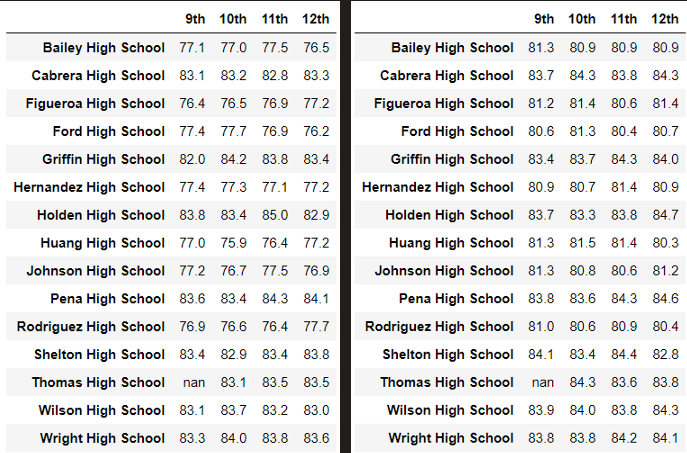 9th 10th 11th 12th
Bailey High School 77.1 77.0 77.5 76.5
Cabrera High School 83.1 83.2 82.8 83.3
Figueroa High School 76.4 76.5 76.9 77.2
Ford High School 77.4 77.7 76.9 76.2
Griffin High School 82.0 84.2 83.8 83.4
Hernandez High School 77.4 77.3 77.1 77.2
Holden High School 83.8 83.4 85.0 82.9
Huang High School 77.0 75.9 76.4 77.2
Johnson High School 77.2 76.7 77.5 76.9
Pena High School 83.6 83.4 84.3 84.1
Rodriguez High School 76.9 76.6 76.4 77.7
Shelton High School 83.4 82.9 83.4 83.8
Thomas High School nan 83.1 83.5 83.5
Wilson High School 83.1 83.7 83.2 83.0
Wright High School 83.3 84.0 83.8 83.6
9th 10th 11th 12th
Bailey High School 81.3 80.9 80.9 80.9
Cabrera High School 83.7 84.3 83.8 84.3
Figueroa High School 81.2 81.4 80.6 81.4
Ford High School 80.6 81.3 80.4 80.7
Griffin High School 83.4 83.7 84.3 84.0
Hernandez High School 80.9 80.7 81.4 80.9
Holden High School 83.7 83.3 83.8 84.7
Huang High School 81.3 81.5 81.4 80.3
Johnson High School 81.3 80.8 80.6 81.2
Pena High School 83.8 83.6 84.3 84.6
Rodriguez High School 81.0 80.6 80.9 80.4
Shelton High School 84.1 83.4 84.4 82.8
Thomas High School nan 84.3 83.6 83.8
Wilson High School 83.9 84.0 83.8 84.3
Wright High School 83.8 83.8 84.2 84.1